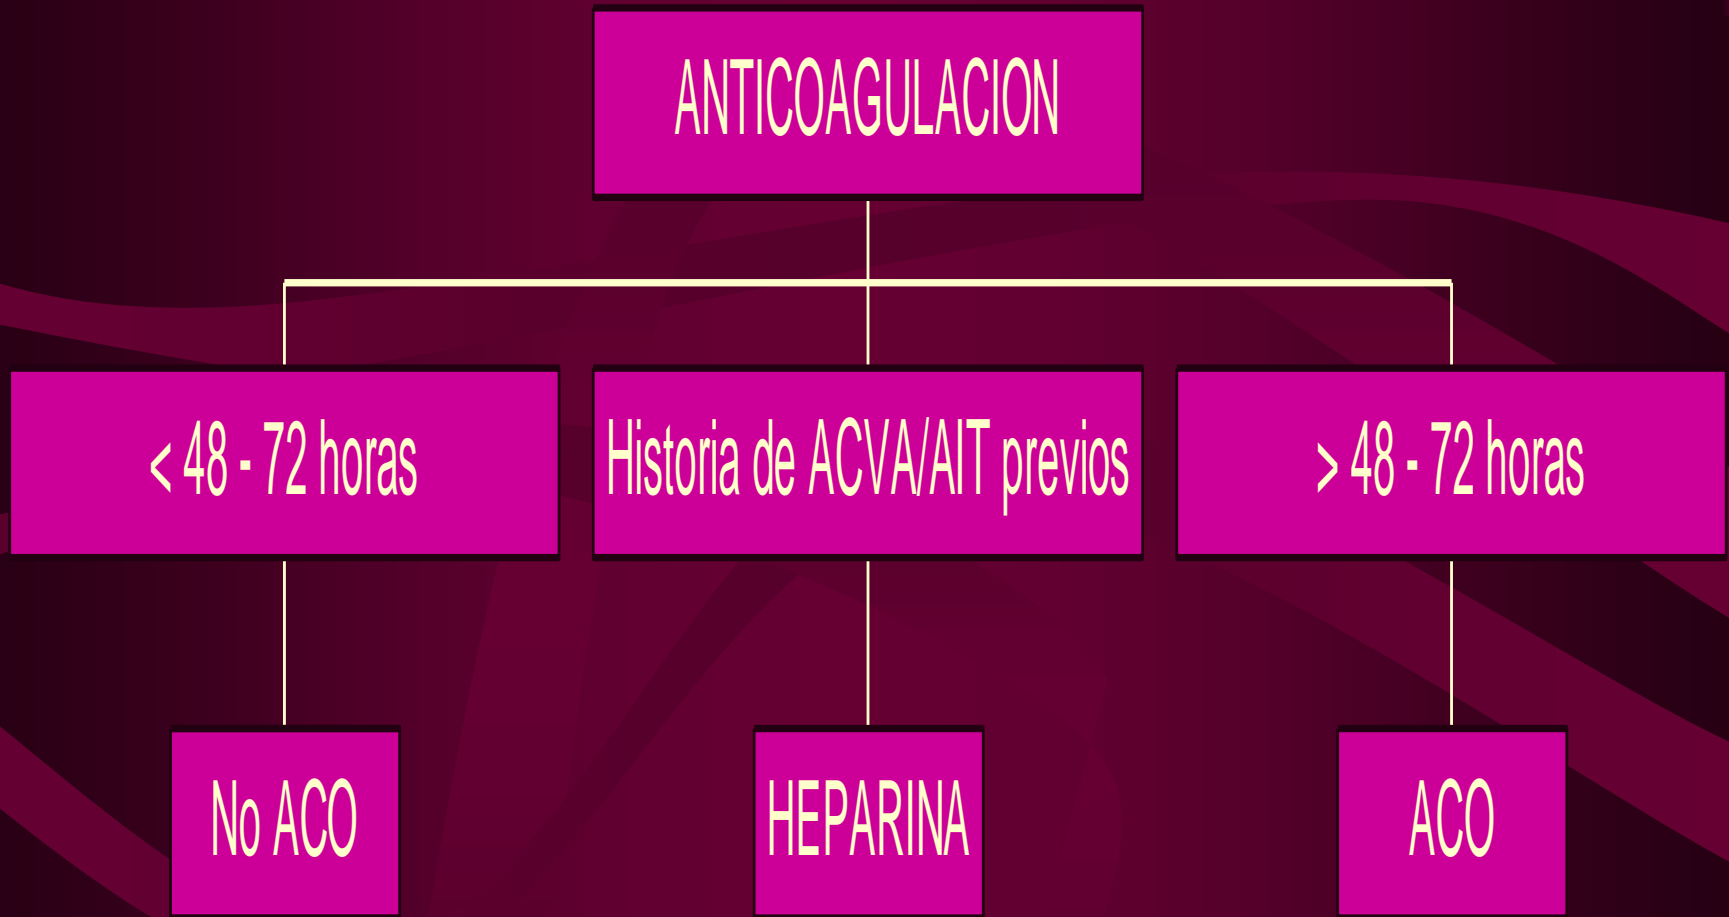 ANTICOAGULACION
< 48 - 72 horas
Historia de ACVA/AIT previos
> 48 - 72 horas
No ACO
HEPARINA
ACO